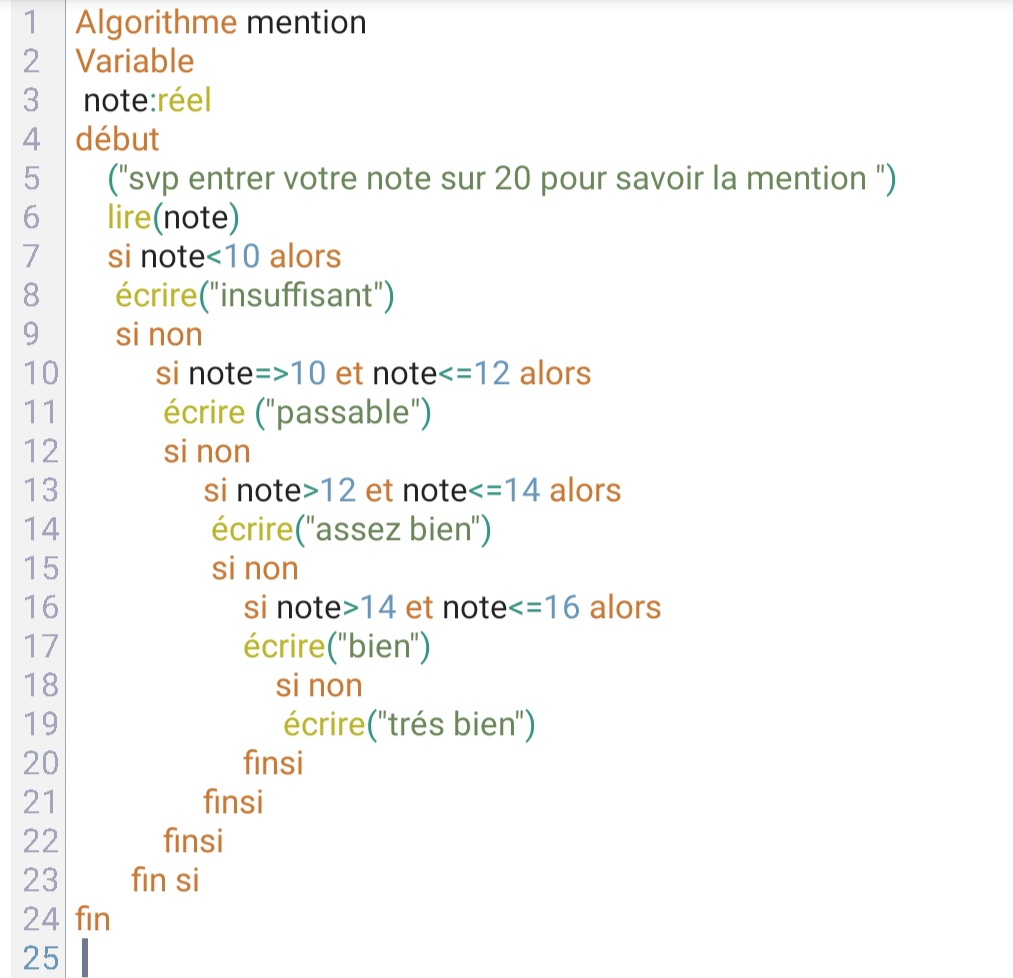 1 Algorithme mention
2 Variable
3 note:réel
4 début
5 ("svp entrer votre note sur 20 pour savoir la mention ")
6 lire(note)
7 si note<10 alors
8 écrire("insuffisant")
9 si non
10 si note=>10 et note<=12 alors
11 écrire ("passable")
12 si non
13 si note>12 et note<=14 alors
14 écrire("assez bien")
15 si non
16 si note>14 et note<=16 alors
17 écrire("bien")
18 si non
19 écrire("trés bien")
20 finsi
21 finsi
22 finsi
23 fin si
24 fin
25